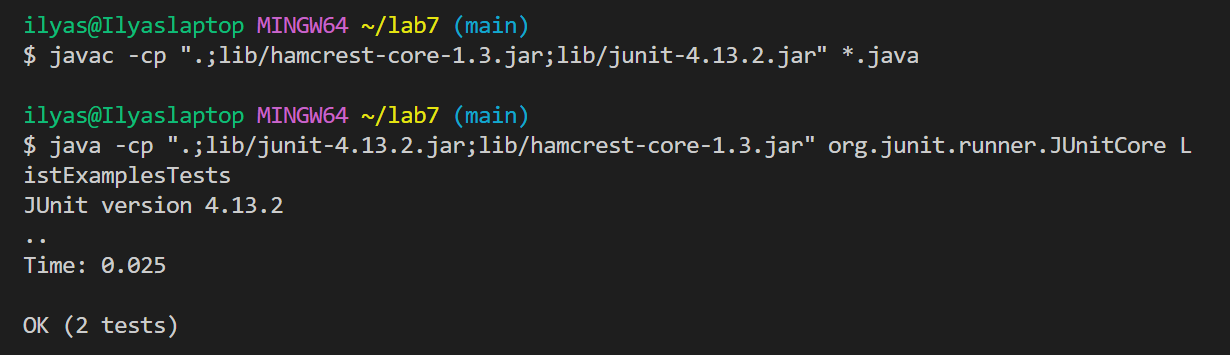 ilyas@Ilyaslaptop MINGW64 ~/lab7 (main)
$ javac -cp ".;lib/hamcrest-core-1.3.jar;lib/junit-4.13.2.jar" *.java
ilyas@Ilyaslaptop MINGW64 ~/lab7 (main)
$ java -cp ".;lib/junit-4.13.2.jar;lib/hamcrest-core-1.3.jar" org.junit.runner.JUnitCore L
istExamplesTests
JUnit version 4.13.2
..
Time: 0.025
OK (2 tests)